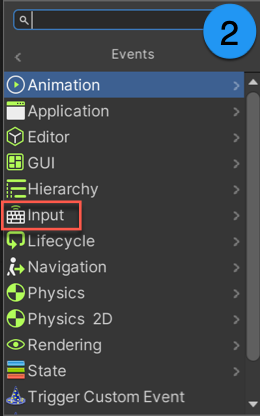 2
Events
Animation
Application
Editor
GUI
Hierarchy
Input
Lifecycle
Navigation
Physics
Physics 2D
Rendering
State
Trigger Custom Event